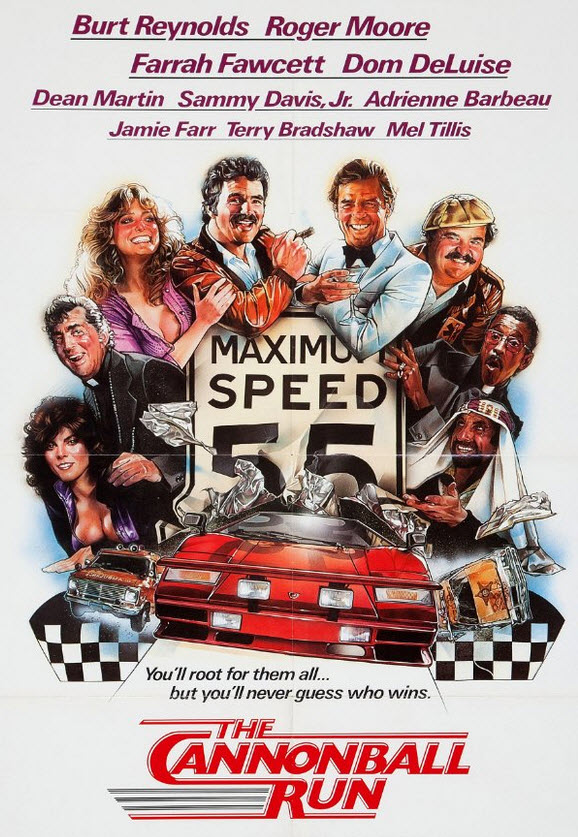 Burt Reynolds Roger Moore
Farrah Fawcett Dom DeLuise
Dean Martin Sammy Davis, Jr. Adrienne Barbeau
Jamie Farr Terry Bradshaw Mel Tillis
MAXIMUM
SPEED
55
You'll root for them all...
but you'll never guess who wins.
THE
CANNONBALL
RUN